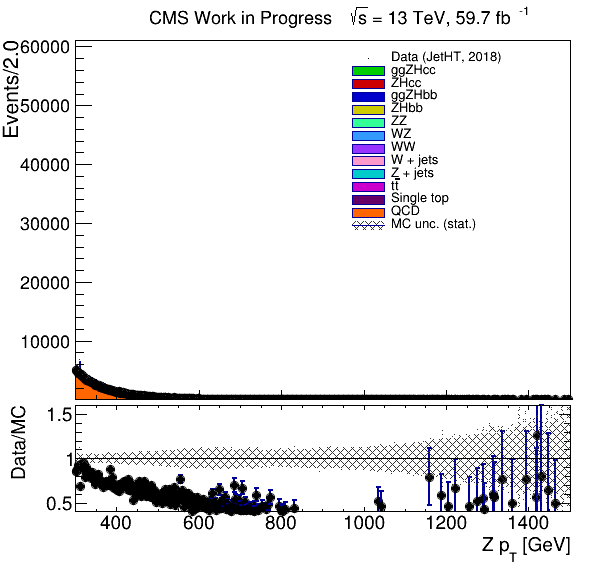 CMS Work in Progress √s = 13 TeV, 59.7 fb⁻¹
Events/2.0
60000
50000
40000
30000
20000
10000
Data (JetHT, 2018)
ggZHcc
ZHcc
ggZHbb
ZHbb
ZZ
WZ
WW
W + jets
Z + jets
tt̄
Single top
QCD
MC unc. (stat.)
Data/MC
1.5
1
0.5
400 600 800 1000 1200 1400
Z p_T [GeV]